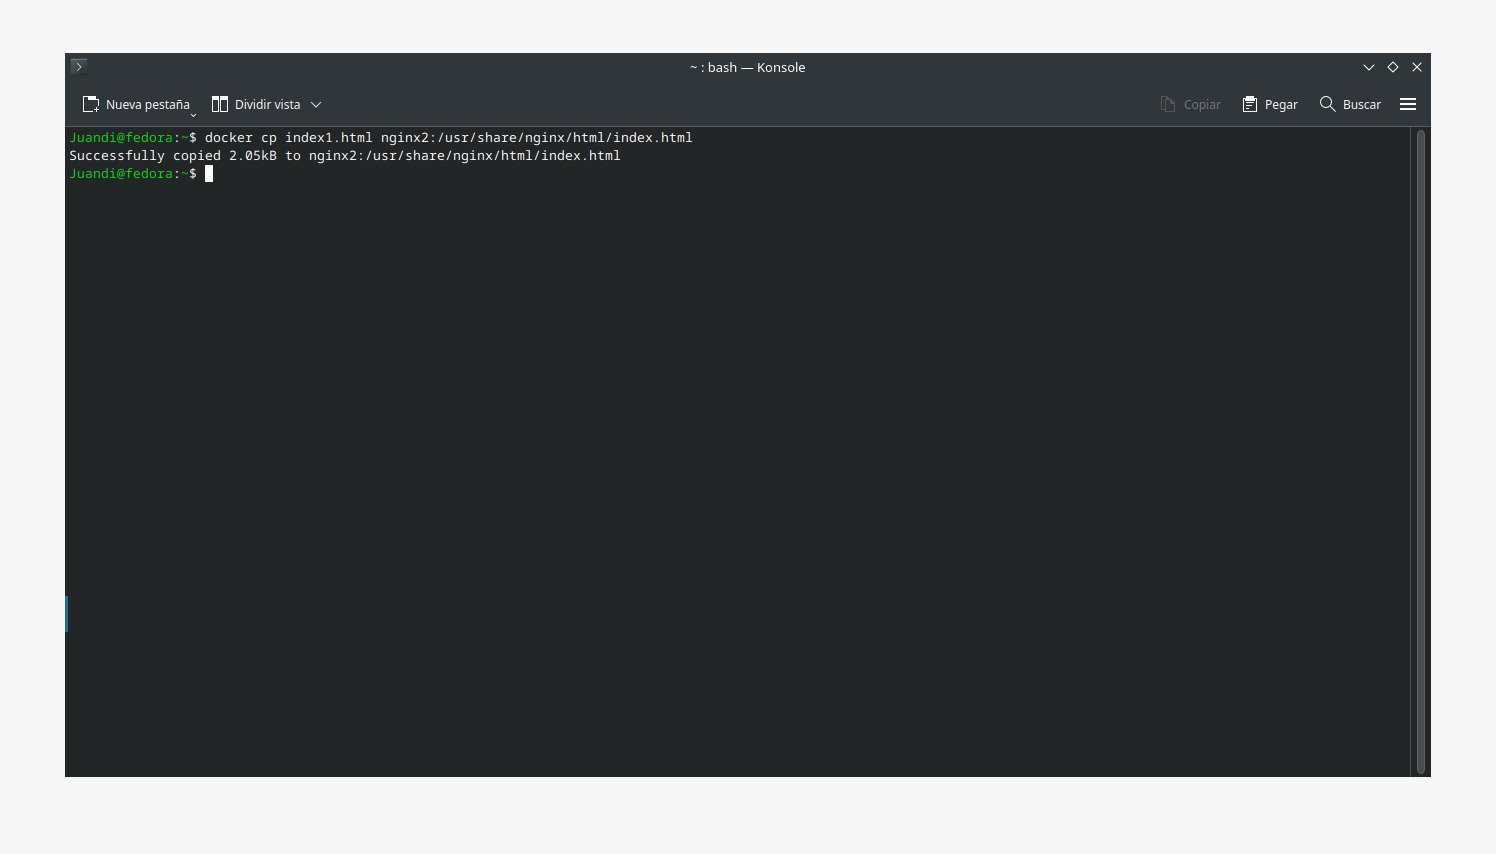 ~ : bash — Konsole
Nueva pestaña Dividir vista Copiar Pegar Buscar
Juandi@fedora:~$ docker cp index1.html nginx2:/usr/share/nginx/html/index.html
Successfully copied 2.05kB to nginx2:/usr/share/nginx/html/index.html
Juandi@fedora:~$